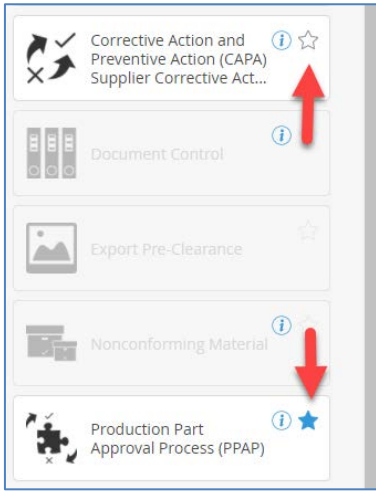 Corrective Action and
Preventive Action (CAPA)
Supplier Corrective Act...
Document Control
Export Pre-Clearance
Nonconforming Material
Production Part
Approval Process (PPAP)